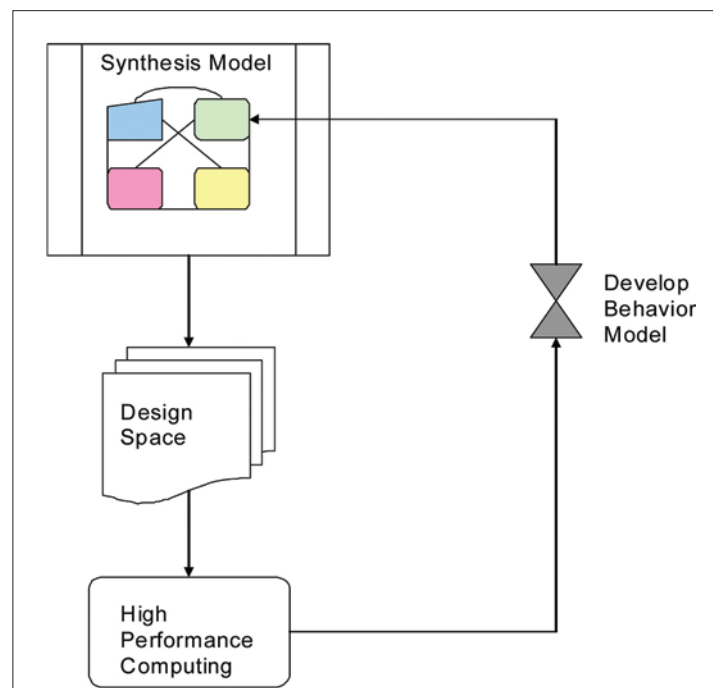 Synthesis Model
Develop
Behavior
Model
Design
Space
High
Performance
Computing